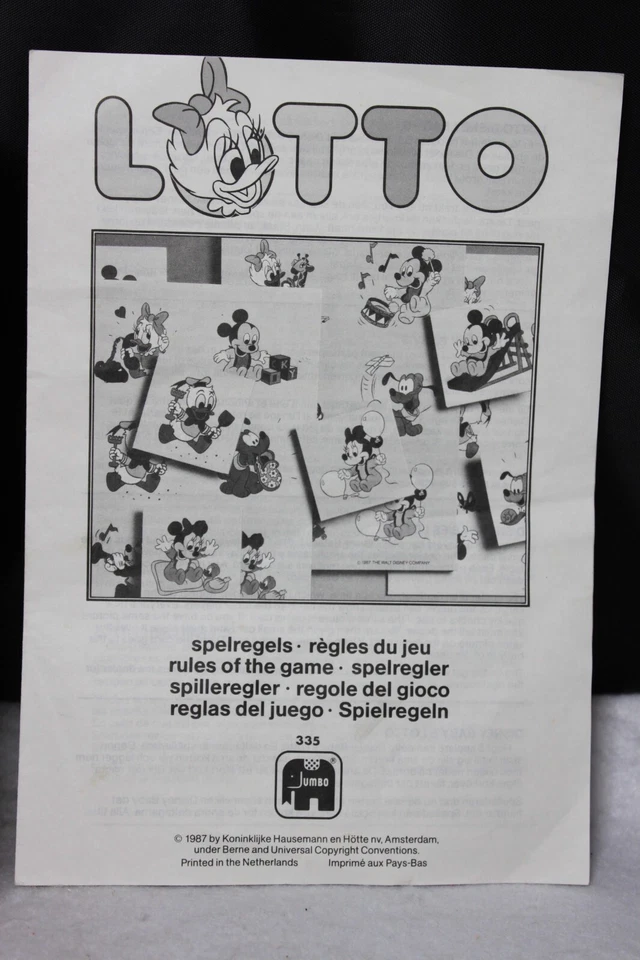 LOTTO
© 1987 THE WALT DISNEY COMPANY
spelregels · règles du jeu
rules of the game · spelregler
spilleregler · regole del gioco
reglas del juego · Spielregeln
335
JUMBO ®
© 1987 by Koninklijke Hausemann en Hötte nv, Amsterdam,
under Berne and Universal Copyright Conventions.
Printed in the Netherlands Imprimé aux Pays-Bas